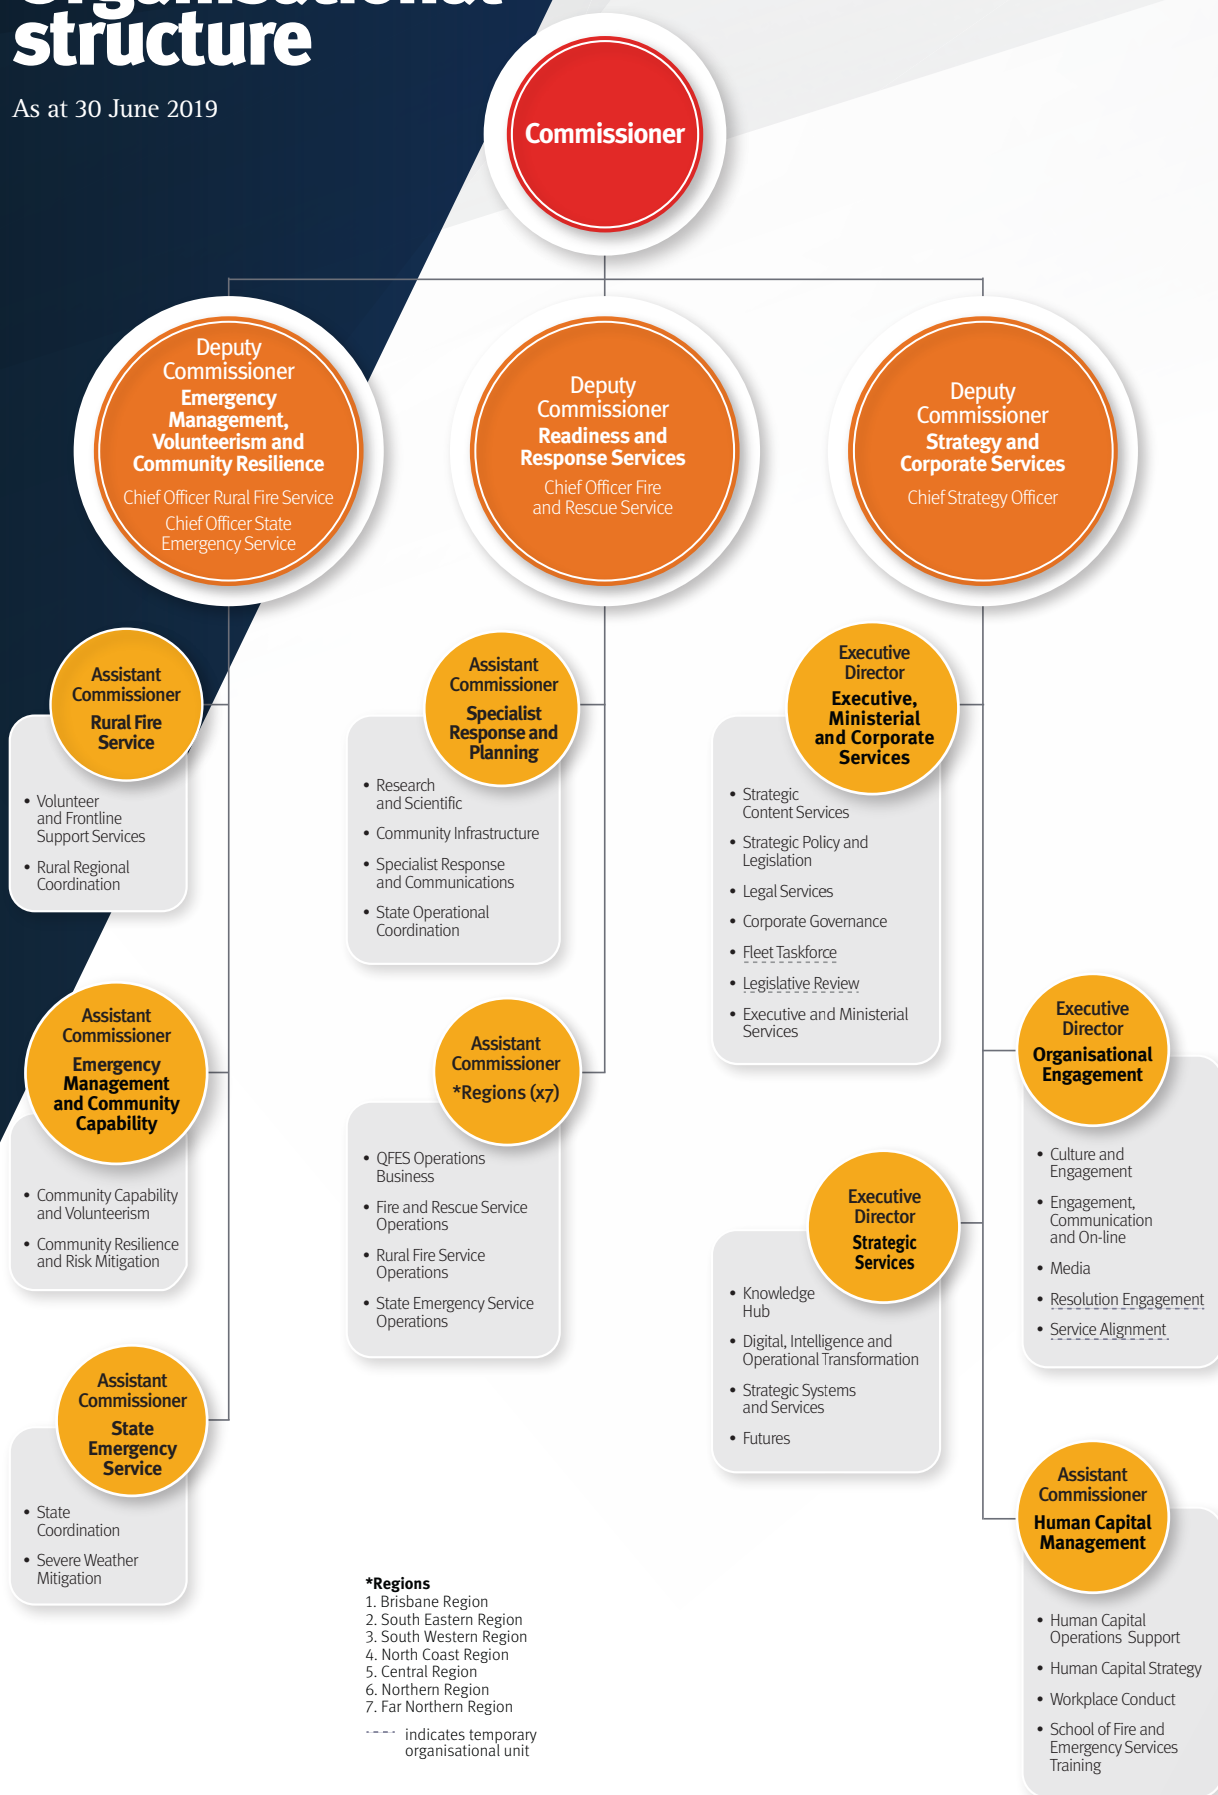 Organisational
structure
As at 30 June 2019
Commissioner
Deputy
Commissioner
Emergency
Management,
Volunteerism and
Community Resilience
Chief Officer Rural Fire Service
Chief Officer State
Emergency Service
Deputy
Commissioner
Readiness and
Response Services
Chief Officer Fire
and Rescue Service
Deputy
Commissioner
Strategy and
Corporate Services
Chief Strategy Officer
Assistant
Commissioner
Rural Fire
Service
• Volunteer
and Frontline
Support Services
• Rural Regional
Coordination
Assistant
Commissioner
Emergency
Management
and Community
Capability
• Community Capability
and Volunteerism
• Community Resilience
and Risk Mitigation
Assistant
Commissioner
State
Emergency
Service
• State
Coordination
• Severe Weather
Mitigation
Assistant
Commissioner
Specialist
Response and
Planning
• Research
and Scientific
• Community Infrastructure
• Specialist Response
and Communications
• State Operational
Coordination
Assistant
Commissioner
*Regions (x7)
• QFES Operations
Business
• Fire and Rescue Service
Operations
• Rural Fire Service
Operations
• State Emergency Service
Operations
Executive
Director
Executive,
Ministerial
and Corporate
Services
• Strategic
Content Services
• Strategic Policy and
Legislation
• Legal Services
• Corporate Governance
• Fleet Taskforce
• Legislative Review
• Executive and Ministerial
Services
Executive
Director
Organisational
Engagement
• Culture and
Engagement
• Engagement,
Communication
and On-line
• Media
• Resolution Engagement
• Service Alignment
Executive
Director
Strategic
Services
• Knowledge
Hub
• Digital, Intelligence and
Operational Transformation
• Strategic Systems
and Services
• Futures
Assistant
Commissioner
Human Capital
Management
• Human Capital
Operations Support
• Human Capital Strategy
• Workplace Conduct
• School of Fire and
Emergency Services
Training
*Regions
1. Brisbane Region
2. South Eastern Region
3. South Western Region
4. North Coast Region
5. Central Region
6. Northern Region
7. Far Northern Region
---- indicates temporary
organisational unit